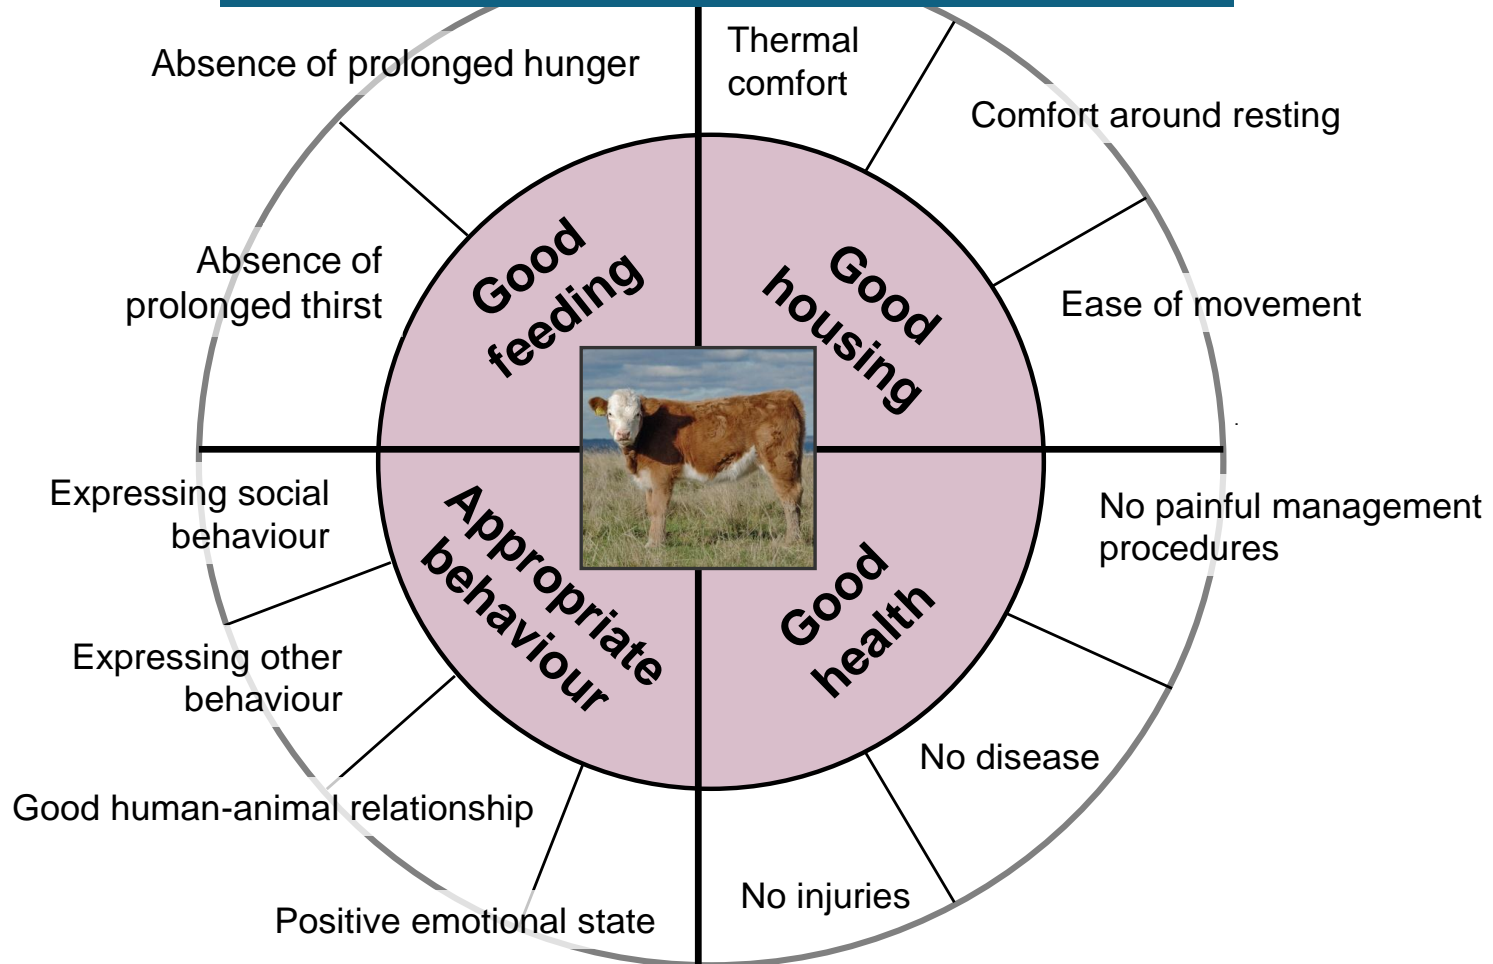 Absence of prolonged hunger
Thermal
comfort
Comfort around resting
Absence of
prolonged thirst
Good
feeding
Good
housing
Ease of movement
Expressing social
behaviour
Appropriate
behaviour
Good
health
No painful management
procedures
Expressing other
behaviour
No disease
Good human-animal relationship
No injuries
Positive emotional state